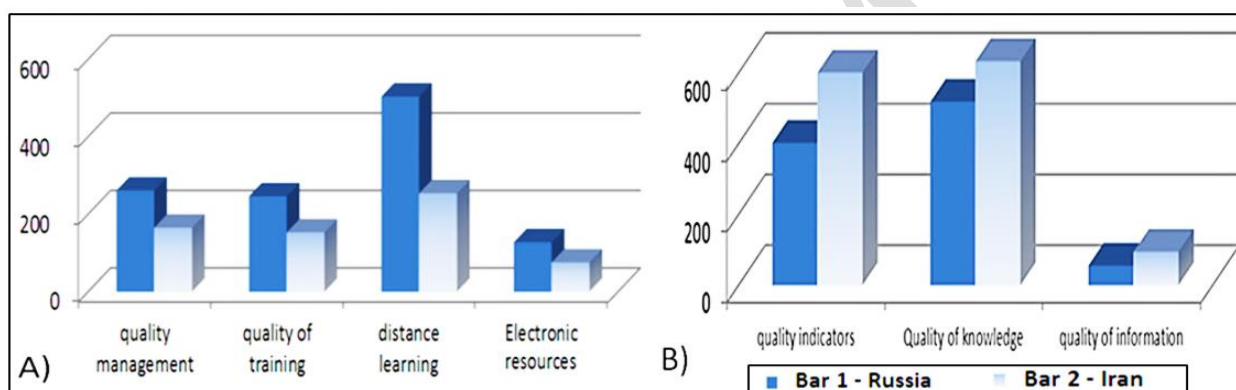 600
400
200
0
quality
management
quality of
training
distance
learning
Electronic
resources
A)
600
400
200
0
quality indicators
Quality of knowledge
quality of information
B)
Bar 1 - Russia
Bar 2 - Iran